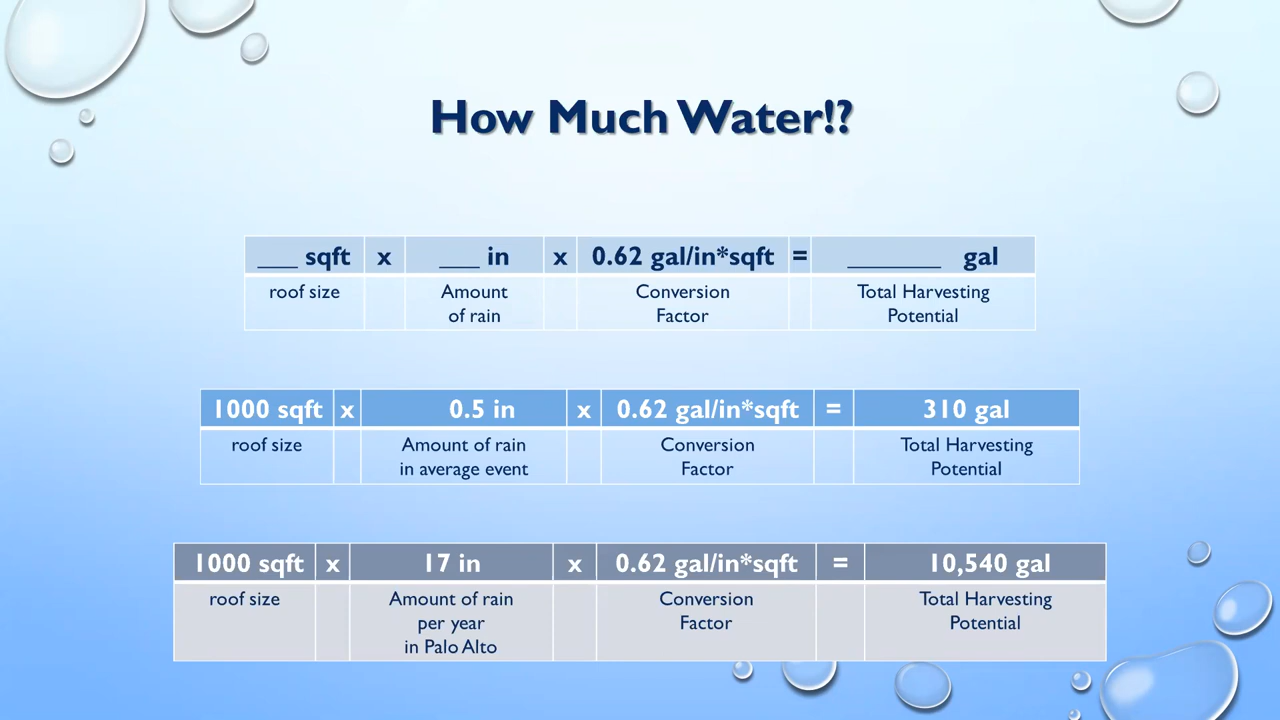 How Much Water!?
___ sqft x ___ in x 0.62 gal/in*sqft = _______ gal
roof size Amount Conversion Total Harvesting
of rain Factor Potential
1000 sqft x 0.5 in x 0.62 gal/in*sqft = 310 gal
roof size Amount of rain Conversion Total Harvesting
in average event Factor Potential
1000 sqft x 17 in x 0.62 gal/in*sqft = 10,540 gal
roof size Amount of rain Conversion Total Harvesting
per year Factor Potential
in Palo Alto